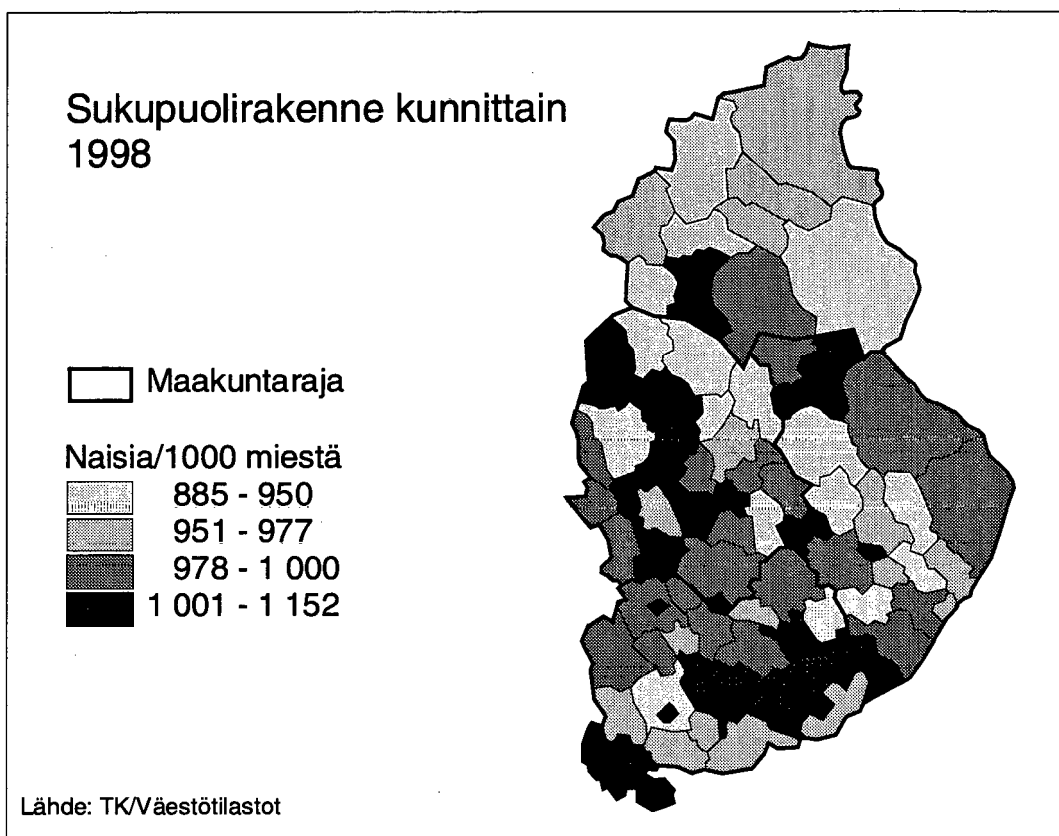 Sukupuolirakenne kunnittain
1998
Maakuntaraja
Naisia/1000 miestä
885 - 950
951 - 977
978 - 1 000
1 001 - 1 152
Lähde: TK/Väestötilastot